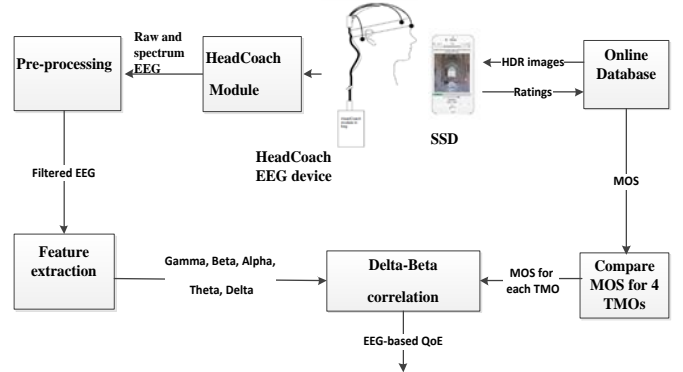 Pre-processing
Raw and
spectrum
EEG
HeadCoach
Module
HeadCoach
EEG device
SSD
HDR images
Ratings
Online
Database
Filtered EEG
MOS
Feature
extraction
Gamma, Beta, Alpha,
Theta, Delta
Delta-Beta
correlation
MOS for
each TMO
Compare
MOS for 4
TMOs
EEG-based QoE